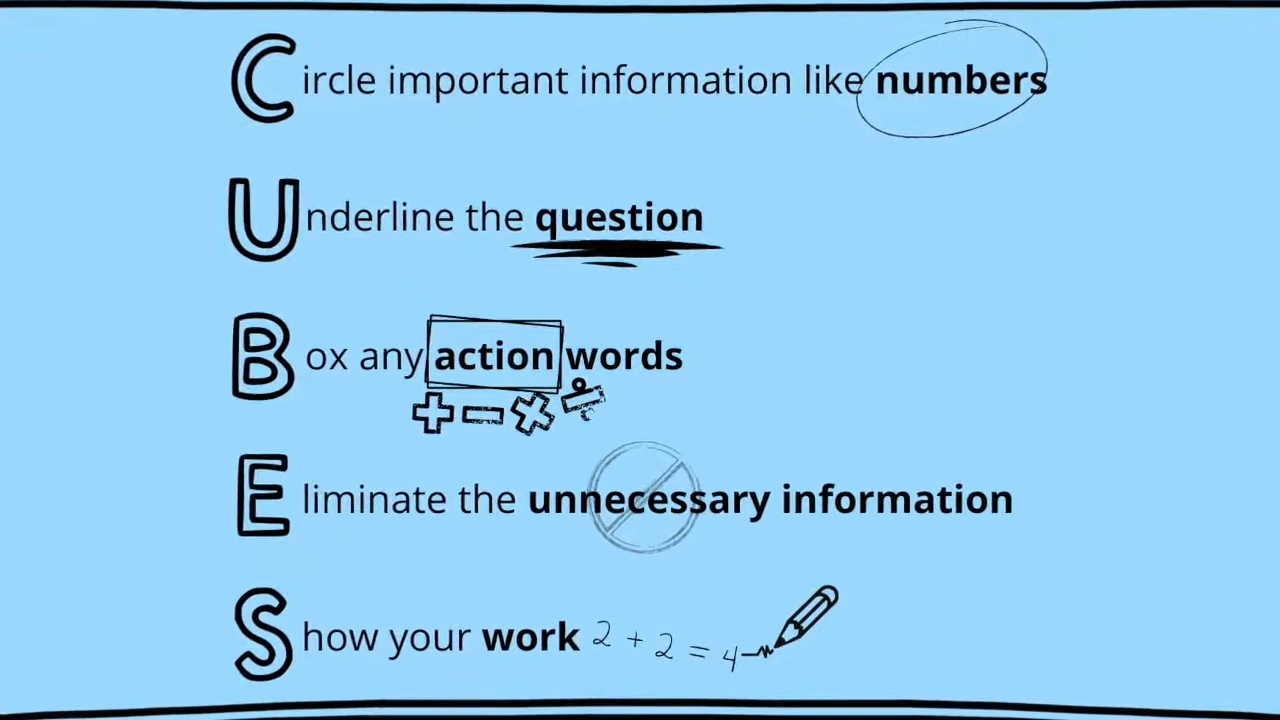 Circle important information like numbers
Underline the question
Box any action words
+ − × ÷
Eliminate the unnecessary information
Show your work 2 + 2 = 4